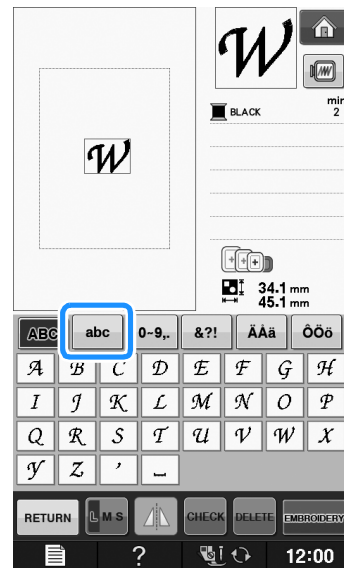 W
min
BLACK 2
W
34.1 mm
45.1 mm
ABC abc 0~9,. &?! ÄÅä ÔÖö
A B C D E F G H
I J K L M N O P
Q R S T U V W X
Y Z ' _
RETURN L M S CHECK DELETE EMBROIDERY
? 12:00